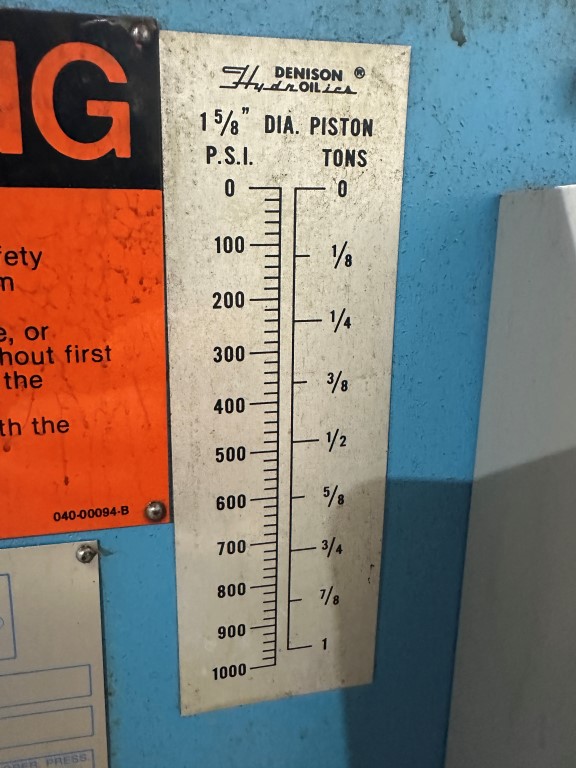 NG
fety
m
e, or
hout first
the
th the
040-00094-B
DENISON ®
HydrOILics
1 5/8" DIA. PISTON
P.S.I. TONS
0 0
100 1/8
200 1/4
300 3/8
400
500 1/2
600 5/8
700 3/4
800 7/8
900
1000 1
PRESS